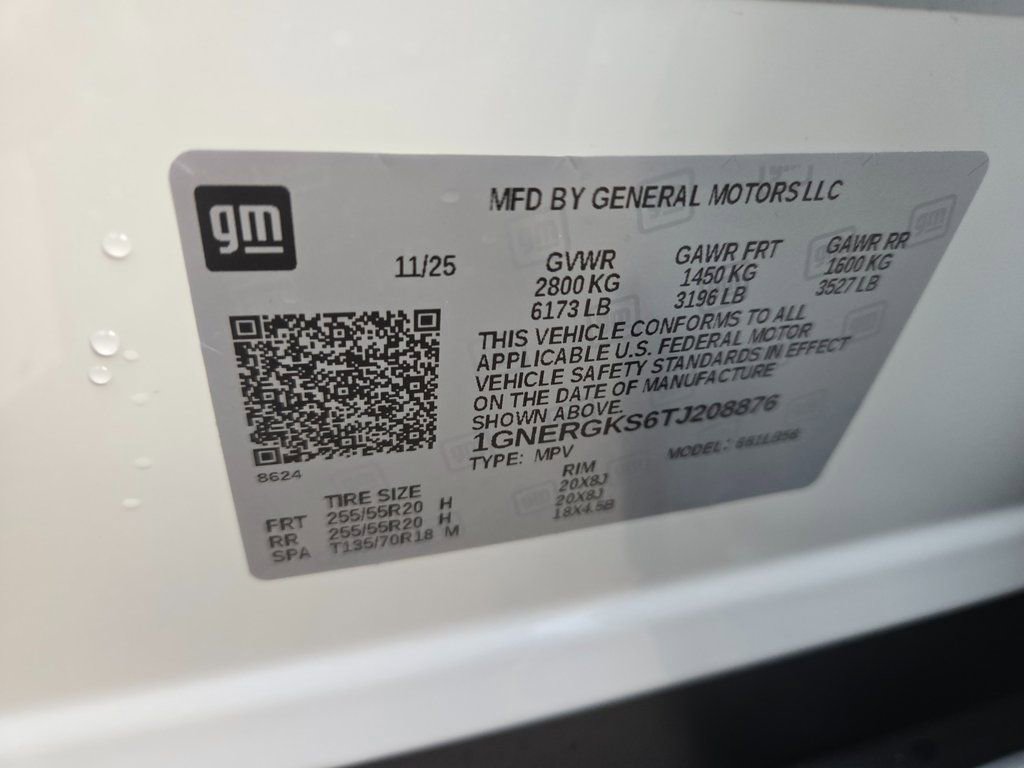 gm
MFD BY GENERAL MOTORS LLC
11/25
GVWR
2800 KG
6173 LB
GAWR FRT
1450 KG
3196 LB
GAWR RR
1600 KG
3527 LB
THIS VEHICLE CONFORMS TO ALL
APPLICABLE U.S. FEDERAL MOTOR
VEHICLE SAFETY STANDARDS IN EFFECT
ON THE DATE OF MANUFACTURE
SHOWN ABOVE.
1GNERGKS6TJ208876
TYPE: MPV
MODEL:
8624
TIRE SIZE RIM
FRT 255/55R20 H 20X8J
RR 255/55R20 H 20X8J
SPA T135/70R18 M 18X4.5B